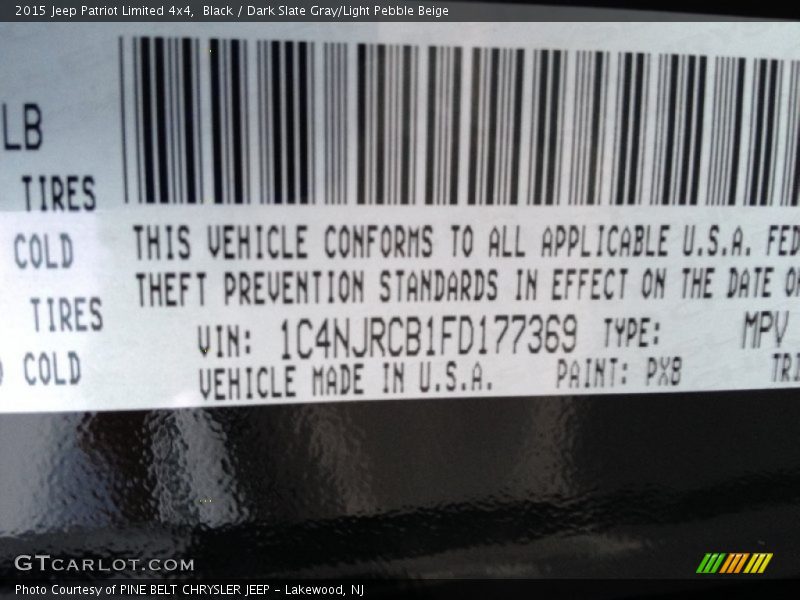 2015 Jeep Patriot Limited 4x4,  Black / Dark Slate Gray/Light Pebble Beige
LB
TIRES
COLD
THIS VEHICLE CONFORMS TO ALL APPLICABLE U.S.A. FED
THEFT PREVENTION STANDARDS IN EFFECT ON THE DATE O
TIRES
VIN: 1C4NJRCB1FD177369 TYPE: MPV
COLD
VEHICLE MADE IN U.S.A. PAINT: PX8 TRI
GTCARLOT.COM
Photo Courtesy of PINE BELT CHRYSLER JEEP - Lakewood, NJ